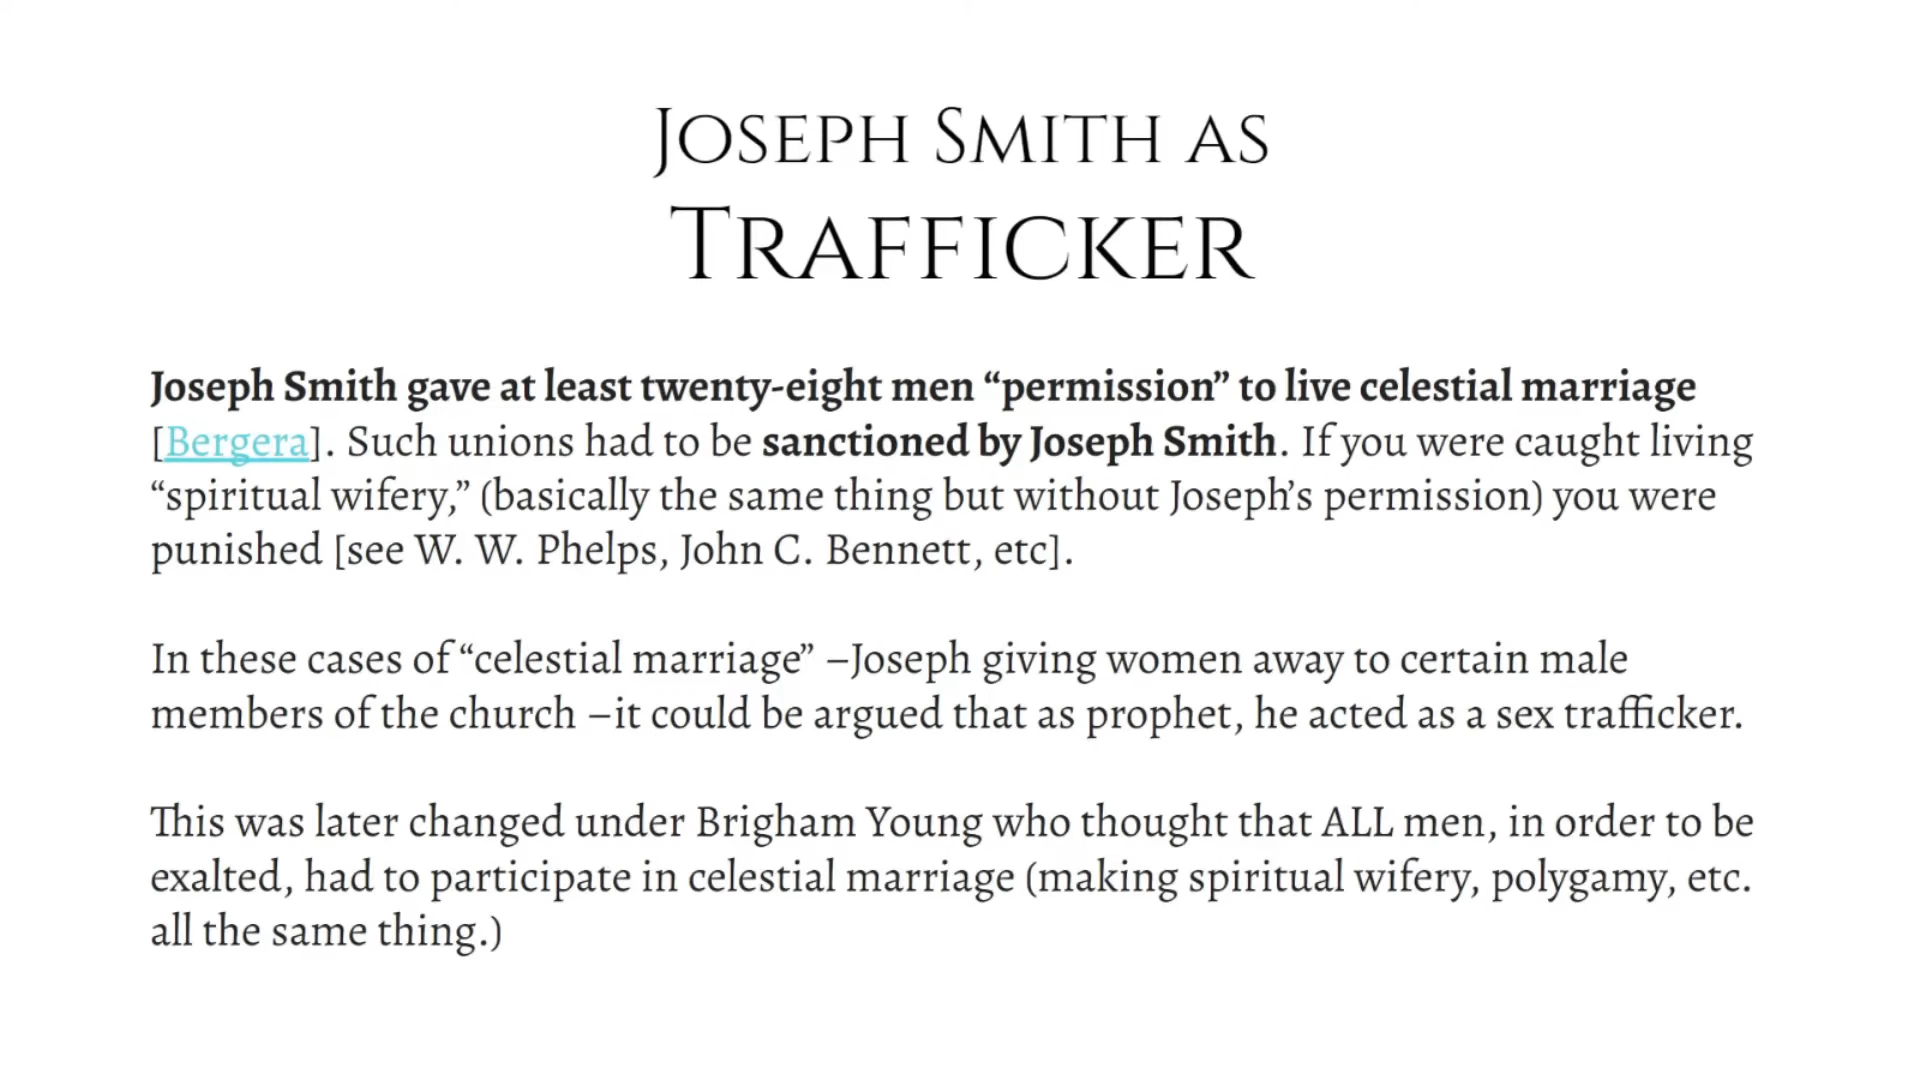 Joseph Smith as
Trafficker
Joseph Smith gave at least twenty-eight men “permission” to live celestial marriage
[Bergera]. Such unions had to be sanctioned by Joseph Smith. If you were caught living
“spiritual wifery,” (basically the same thing but without Joseph’s permission) you were
punished [see W. W. Phelps, John C. Bennett, etc].
In these cases of “celestial marriage” –Joseph giving women away to certain male
members of the church –it could be argued that as prophet, he acted as a sex trafficker.
This was later changed under Brigham Young who thought that ALL men, in order to be
exalted, had to participate in celestial marriage (making spiritual wifery, polygamy, etc.
all the same thing.)